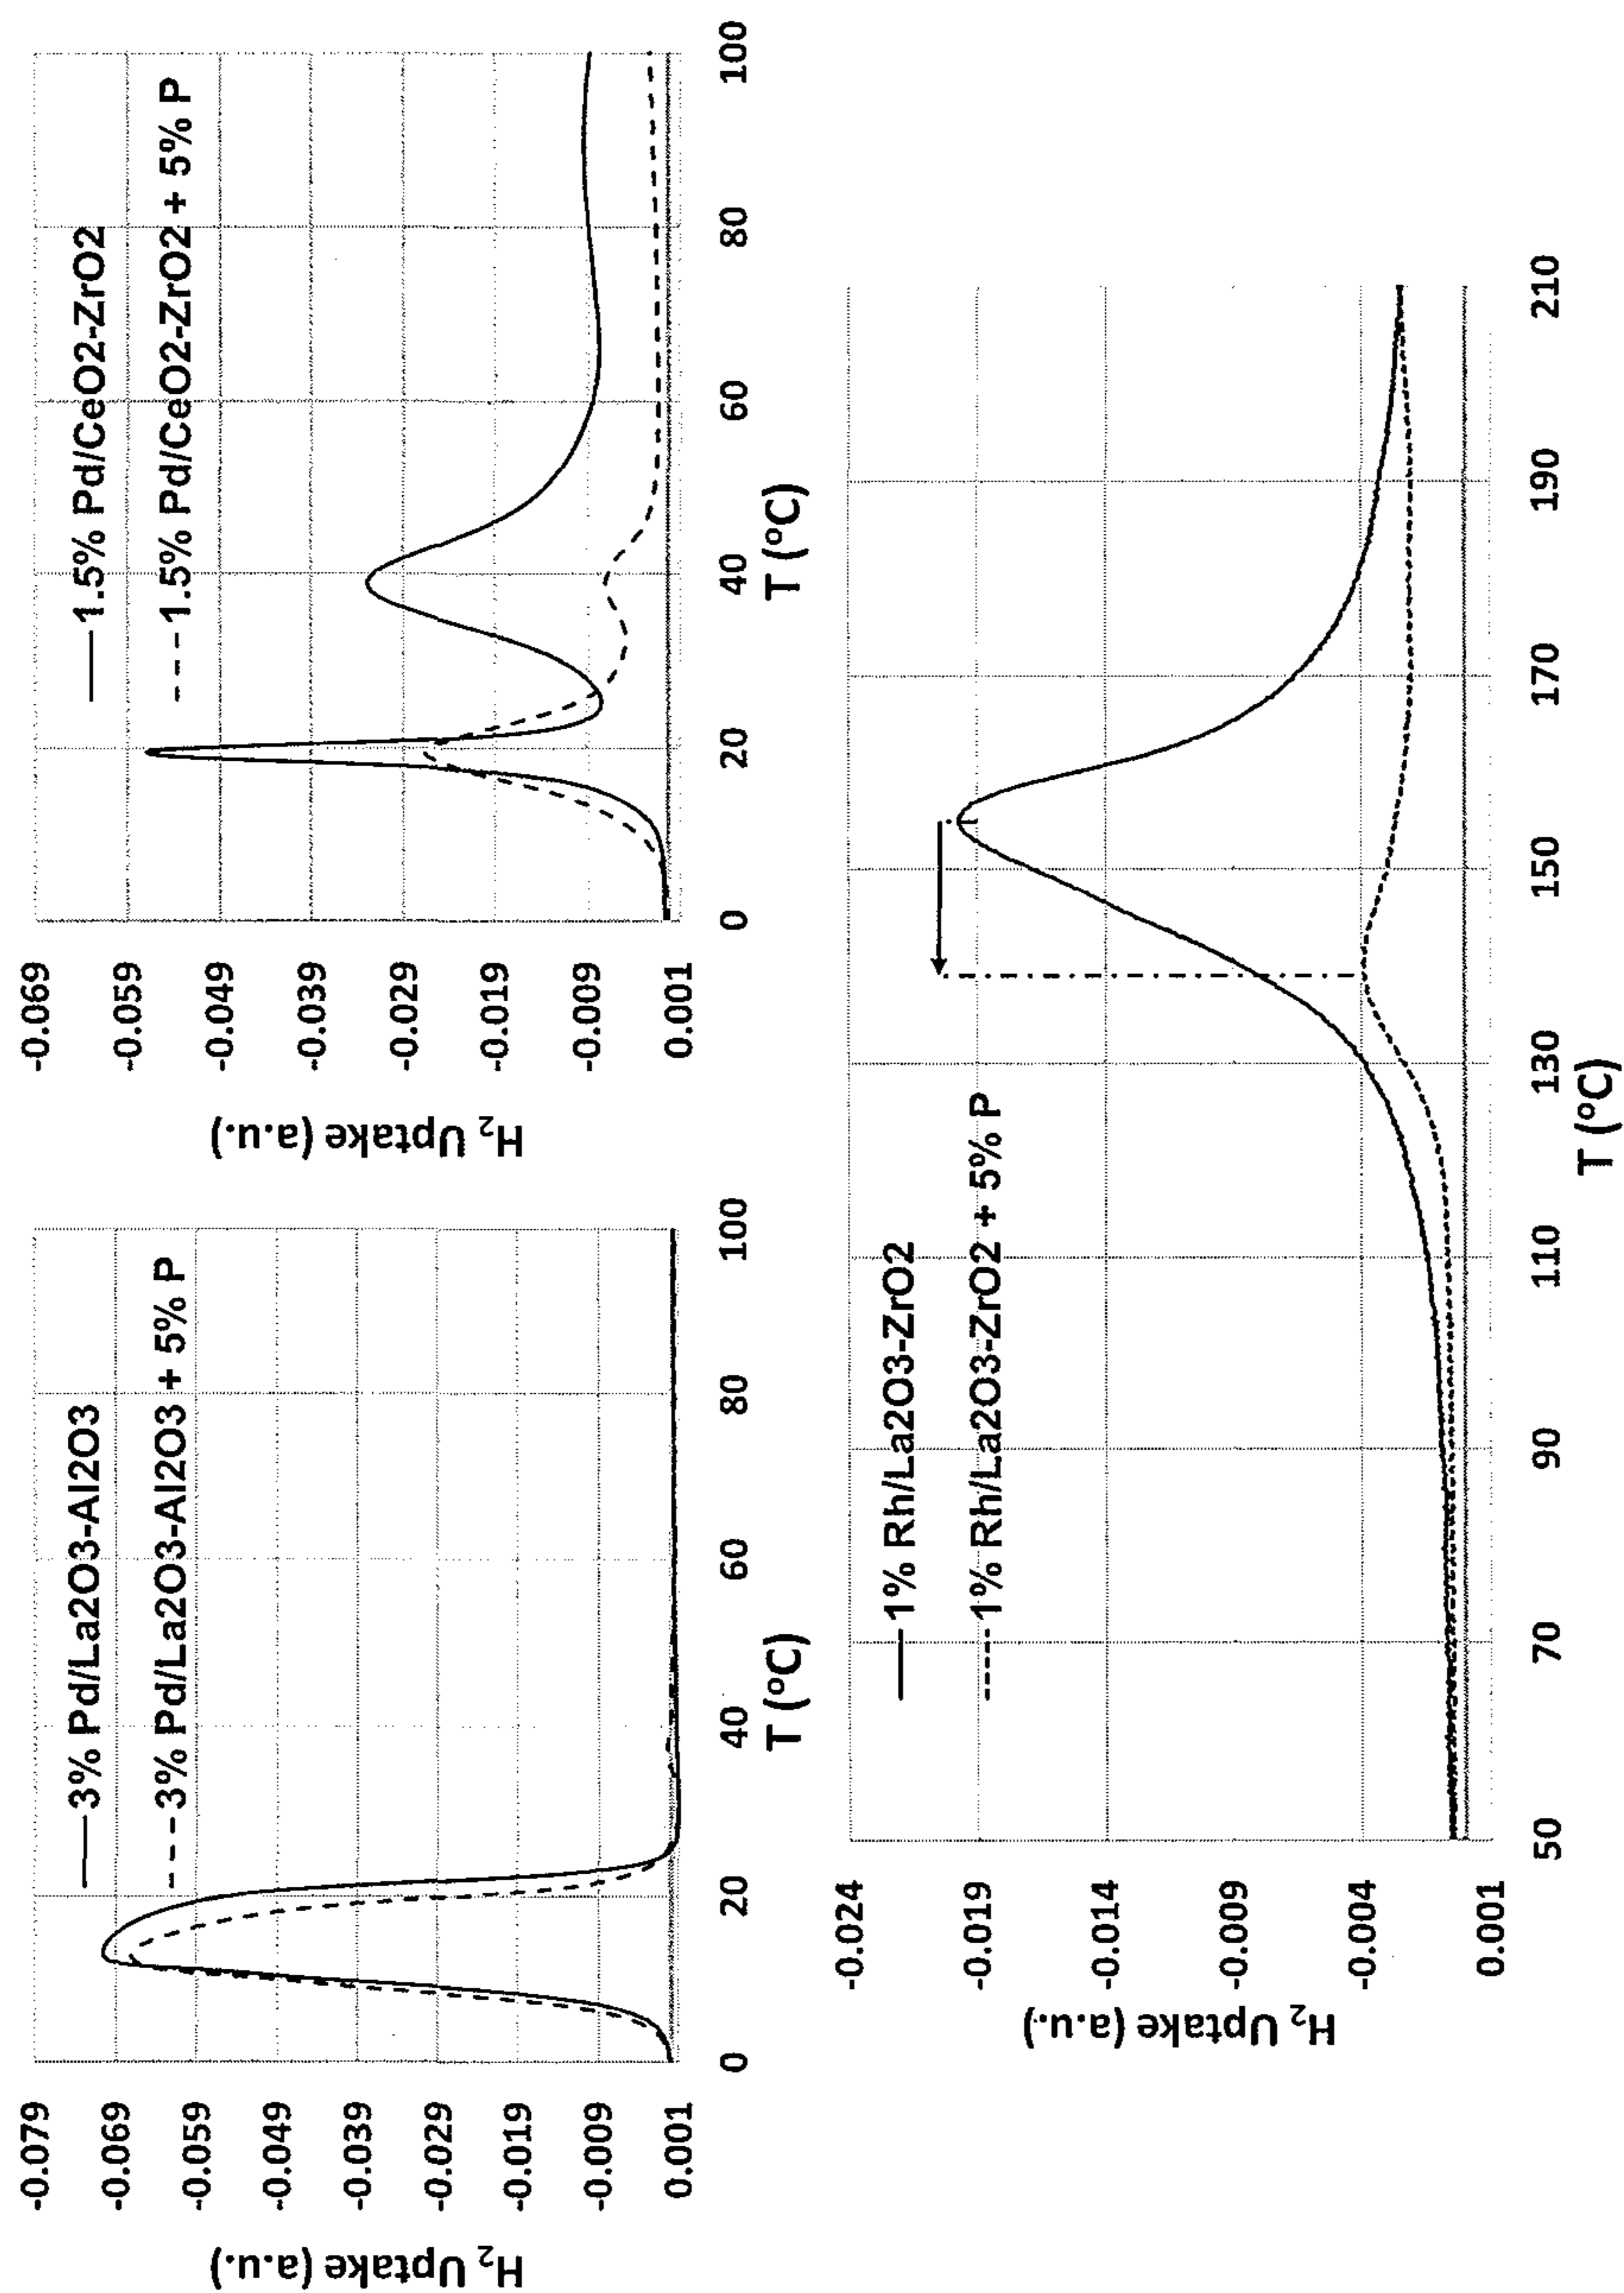 H2 Uptake (a.u.)
-0.079
-0.069
-0.059
-0.049
-0.039
-0.029
-0.019
-0.009
0.001
3% Pd/La2O3-Al2O3
3% Pd/La2O3-Al2O3 + 5% P
0 20 40 60 80 100
T (°C)
H2 Uptake (a.u.)
-0.069
-0.059
-0.049
-0.039
-0.029
-0.019
-0.009
0.001
1.5% Pd/CeO2-ZrO2
1.5% Pd/CeO2-ZrO2 + 5% P
0 20 40 60 80 100
T (°C)
H2 Uptake (a.u.)
-0.024
-0.019
-0.014
-0.009
-0.004
0.001
1% Rh/La2O3-ZrO2
1% Rh/La2O3-ZrO2 + 5% P
50 70 90 110 130 150 170 190 210
T (°C)